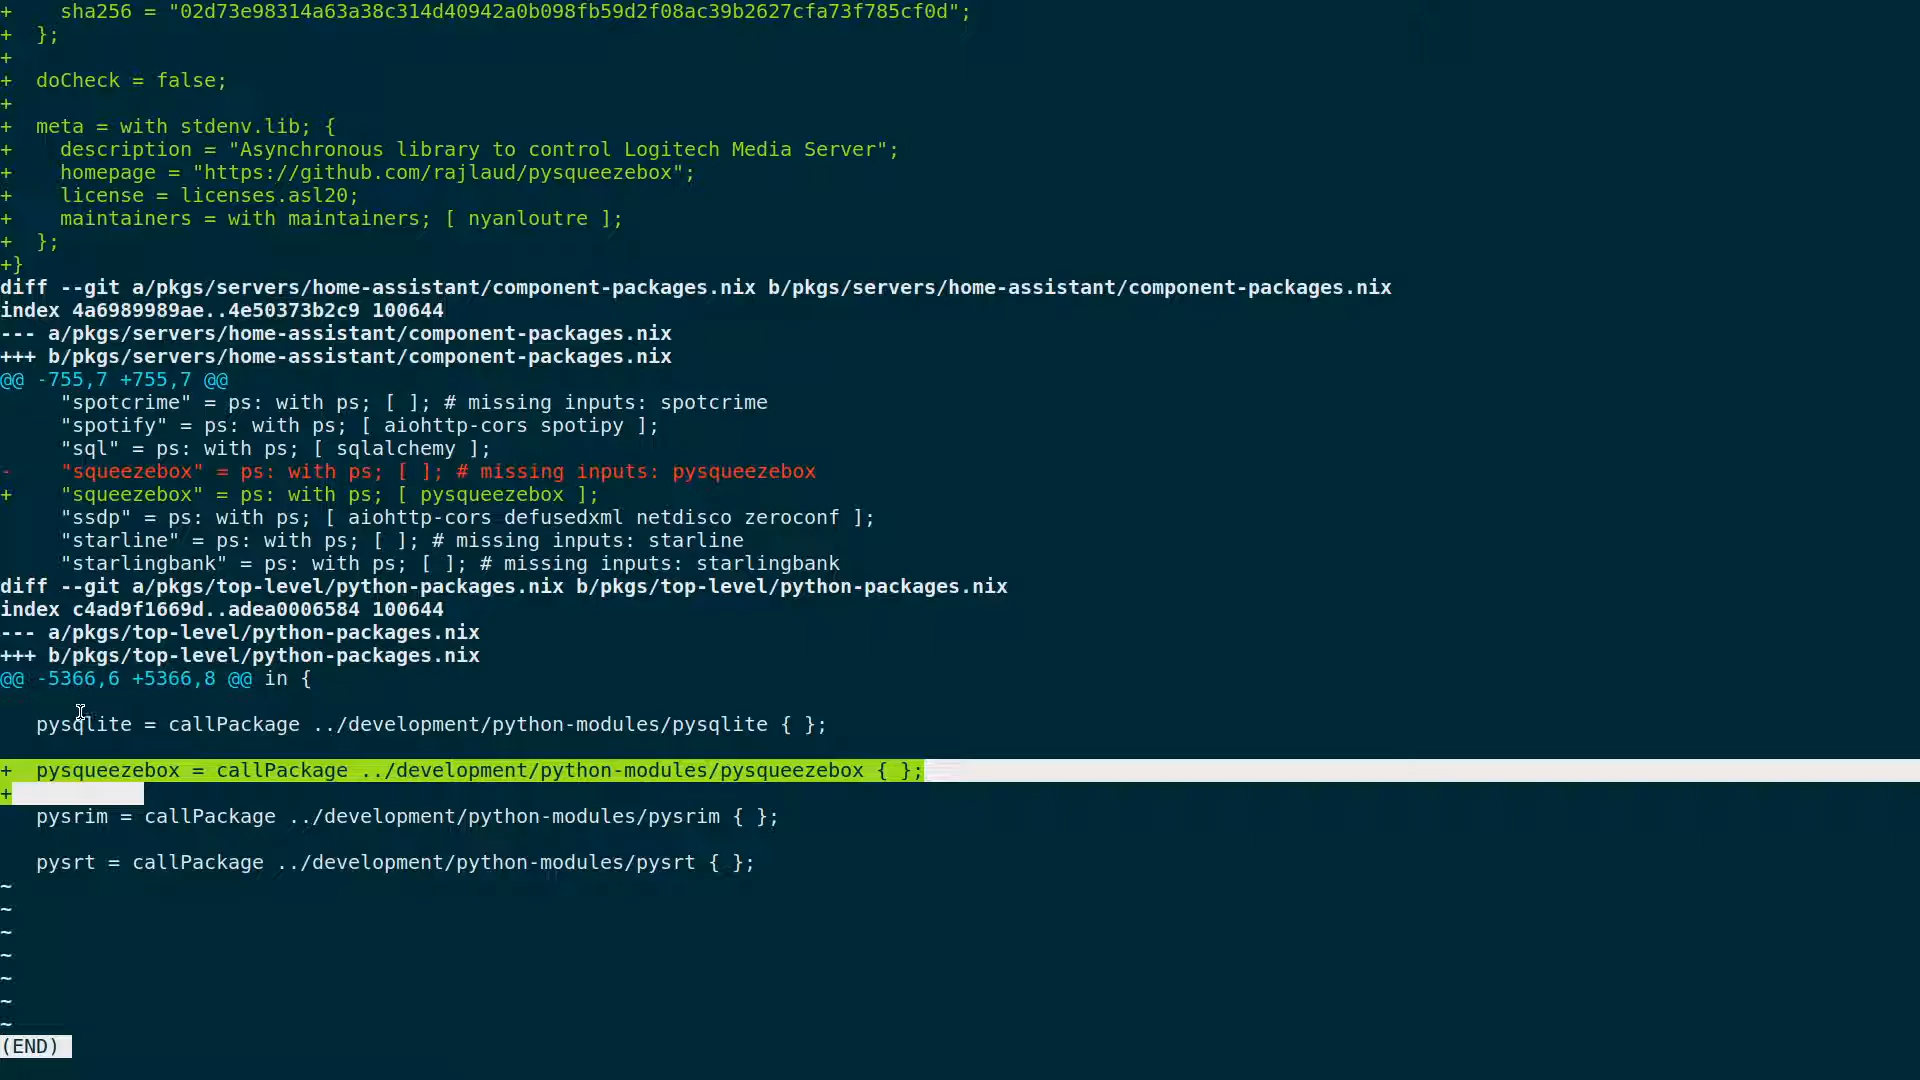 +    sha256 = "02d73e98314a63a38c314d40942a0b098fb59d2f08ac39b2627cfa73f785cf0d";
+  };
+
+  doCheck = false;
+
+  meta = with stdenv.lib; {
+    description = "Asynchronous library to control Logitech Media Server";
+    homepage = "https://github.com/rajlaud/pysqueezebox";
+    license = licenses.asl20;
+    maintainers = with maintainers; [ nyanloutre ];
+  };
+}
diff --git a/pkgs/servers/home-assistant/component-packages.nix b/pkgs/servers/home-assistant/component-packages.nix
index 4a6989989ae..4e50373b2c9 100644
--- a/pkgs/servers/home-assistant/component-packages.nix
+++ b/pkgs/servers/home-assistant/component-packages.nix
@@ -755,7 +755,7 @@
     "spotcrime" = ps: with ps; [ ]; # missing inputs: spotcrime
     "spotify" = ps: with ps; [ aiohttp-cors spotipy ];
     "sql" = ps: with ps; [ sqlalchemy ];
-    "squeezebox" = ps: with ps; [ ]; # missing inputs: pysqueezebox
+    "squeezebox" = ps: with ps; [ pysqueezebox ];
     "ssdp" = ps: with ps; [ aiohttp-cors defusedxml netdisco zeroconf ];
     "starline" = ps: with ps; [ ]; # missing inputs: starline
     "starlingbank" = ps: with ps; [ ]; # missing inputs: starlingbank
diff --git a/pkgs/top-level/python-packages.nix b/pkgs/top-level/python-packages.nix
index c4ad9f1669d..adea0006584 100644
--- a/pkgs/top-level/python-packages.nix
+++ b/pkgs/top-level/python-packages.nix
@@ -5366,6 +5366,8 @@ in {
   pysqlite = callPackage ../development/python-modules/pysqlite { };
+  pysqueezebox = callPackage ../development/python-modules/pysqueezebox { };
+
   pysrim = callPackage ../development/python-modules/pysrim { };
   pysrt = callPackage ../development/python-modules/pysrt { };
~
~
~
~
~
~
~
(END)